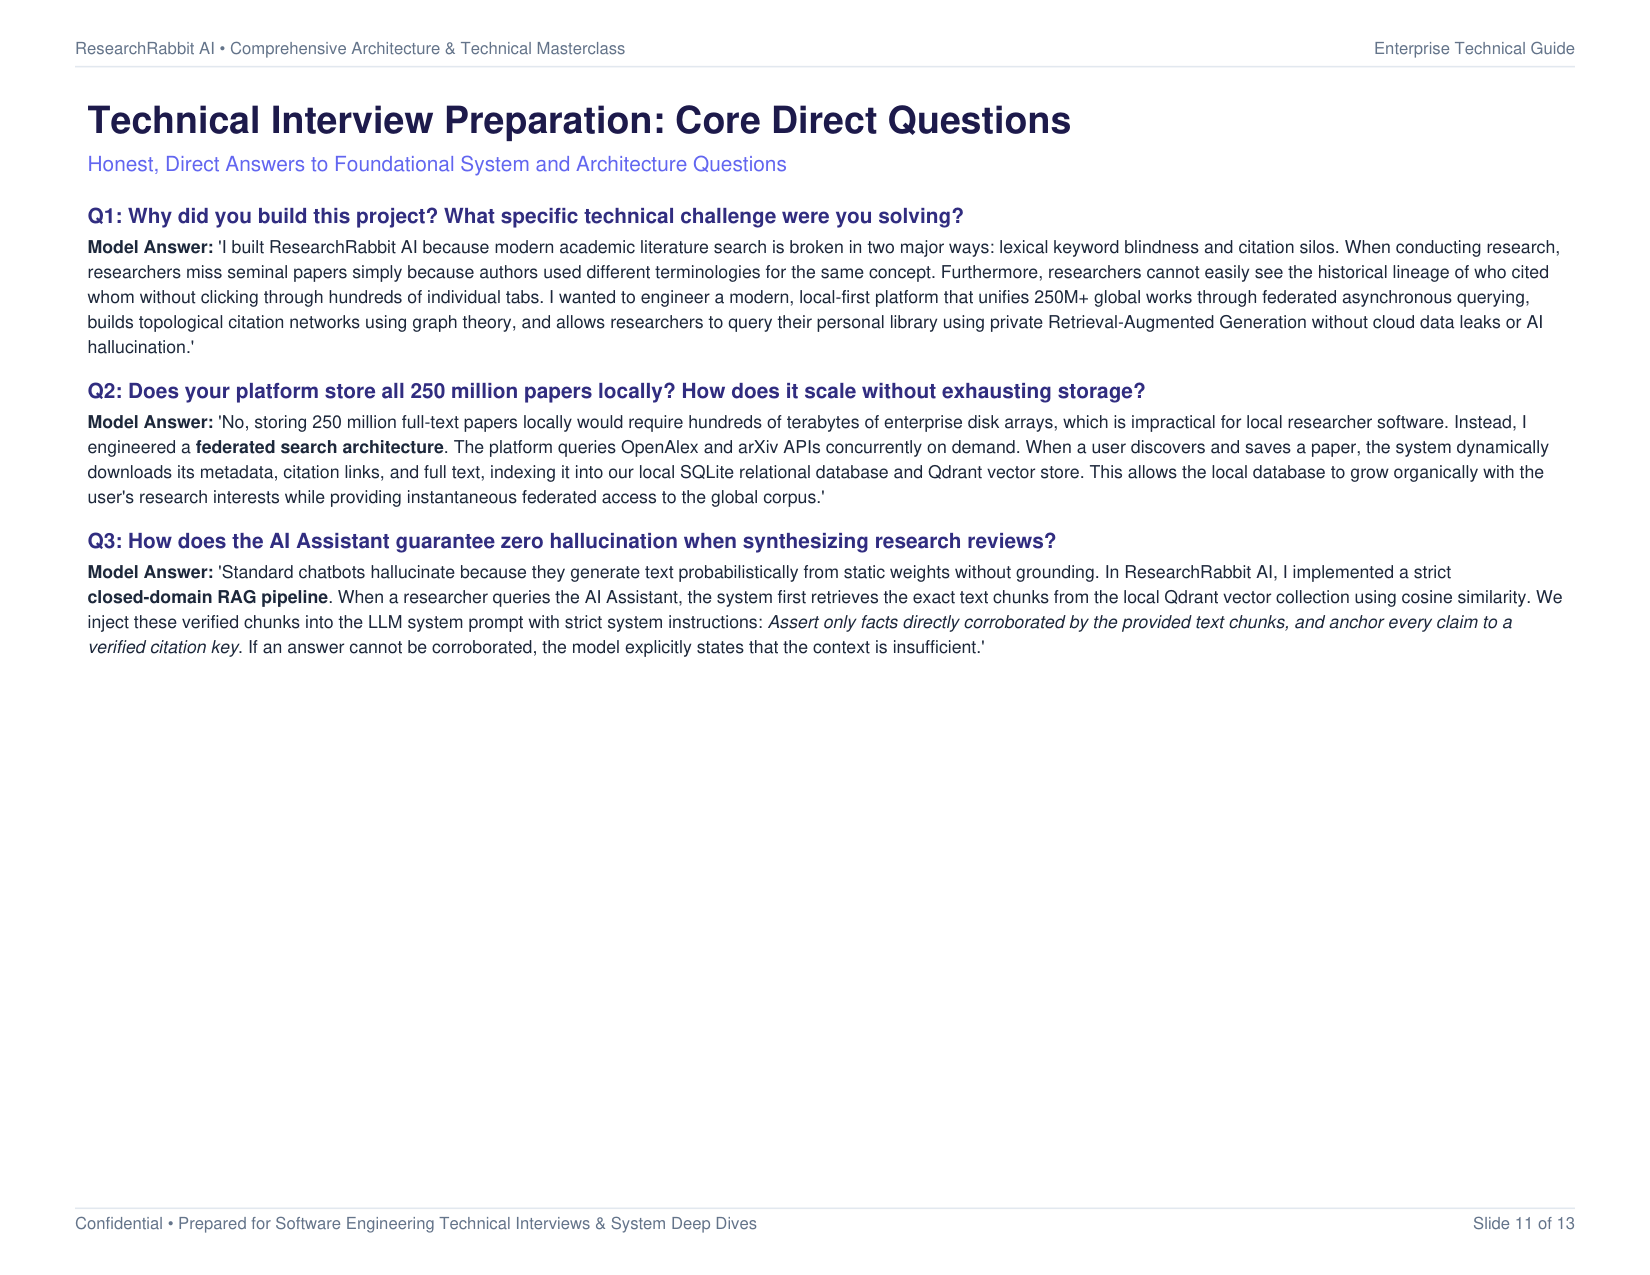 ResearchRabbit AI • Comprehensive Architecture & Technical Masterclass
Enterprise Technical Guide
Technical Interview Preparation: Core Direct Questions
Honest, Direct Answers to Foundational System and Architecture Questions
Q1: Why did you build this project? What specific technical challenge were you solving?
Model Answer: 'I built ResearchRabbit AI because modern academic literature search is broken in two major ways: lexical keyword blindness and citation silos. When conducting research,
researchers miss seminal papers simply because authors used different terminologies for the same concept. Furthermore, researchers cannot easily see the historical lineage of who cited
whom without clicking through hundreds of individual tabs. I wanted to engineer a modern, local-first platform that unifies 250M+ global works through federated asynchronous querying,
builds topological citation networks using graph theory, and allows researchers to query their personal library using private Retrieval-Augmented Generation without cloud data leaks or AI
hallucination.'
Q2: Does your platform store all 250 million papers locally? How does it scale without exhausting storage?
Model Answer: 'No, storing 250 million full-text papers locally would require hundreds of terabytes of enterprise disk arrays, which is impractical for local researcher software. Instead, I
engineered a federated search architecture. The platform queries OpenAlex and arXiv APIs concurrently on demand. When a user discovers and saves a paper, the system dynamically
downloads its metadata, citation links, and full text, indexing it into our local SQLite relational database and Qdrant vector store. This allows the local database to grow organically with the
user's research interests while providing instantaneous federated access to the global corpus.'
Q3: How does the AI Assistant guarantee zero hallucination when synthesizing research reviews?
Model Answer: 'Standard chatbots hallucinate because they generate text probabilistically from static weights without grounding. In ResearchRabbit AI, I implemented a strict
closed-domain RAG pipeline. When a researcher queries the AI Assistant, the system first retrieves the exact text chunks from the local Qdrant vector collection using cosine similarity. We
inject these verified chunks into the LLM system prompt with strict system instructions: Assert only facts directly corroborated by the provided text chunks, and anchor every claim to a
verified citation key. If an answer cannot be corroborated, the model explicitly states that the context is insufficient.'
Confidential • Prepared for Software Engineering Technical Interviews & System Deep Dives
Slide 11 of 13